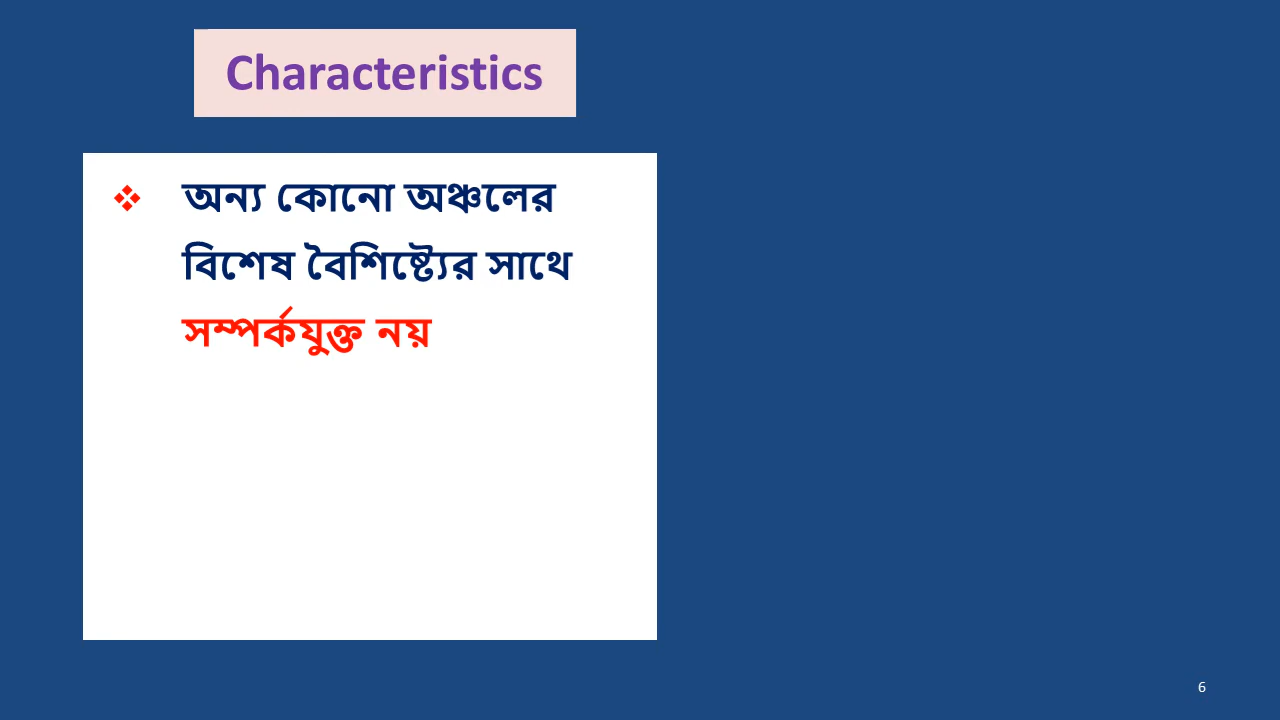 Characteristics
❖ অন্য কোনো অঞ্চলের
বিশেষ বৈশিষ্ট্যের সাথে
সম্পর্কযুক্ত নয়
6